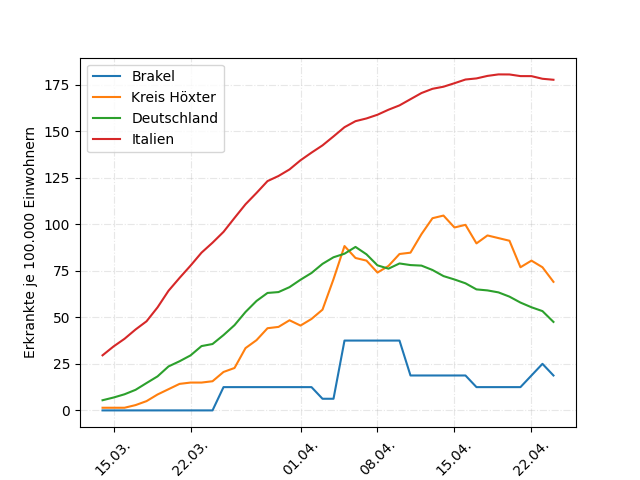 Brakel
Kreis Höxter
Deutschland
Italien
Erkrankte je 100.000 Einwohnern
175
150
125
100
75
50
25
0
15.03.
22.03.
01.04.
08.04.
15.04.
22.04.